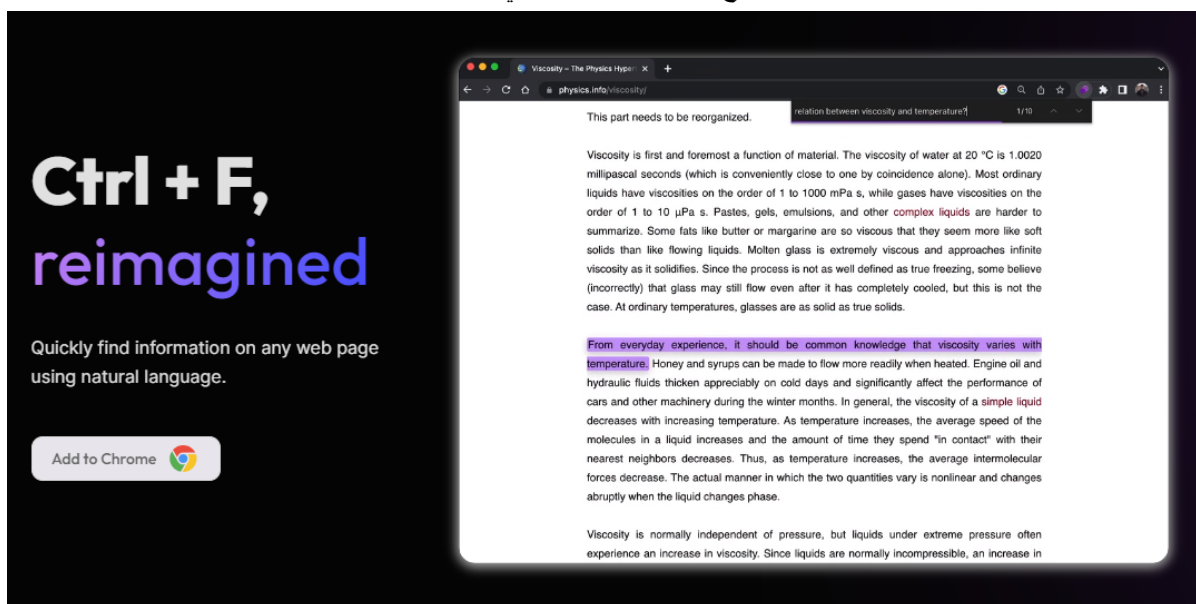 Ctrl + F,
reimagined
Quickly find information on any web page
using natural language.
Add to Chrome
Viscosity – The Physics Hyper
physics.info/viscosity/
relation between viscosity and temperature?
1/10
This part needs to be reorganized.
Viscosity is first and foremost a function of material. The viscosity of water at 20 °C is 1.0020
millipascal seconds (which is conveniently close to one by coincidence alone). Most ordinary
liquids have viscosities on the order of 1 to 1000 mPa s, while gases have viscosities on the
order of 1 to 10 μPa s. Pastes, gels, emulsions, and other complex liquids are harder to
summarize. Some fats like butter or margarine are so viscous that they seem more like soft
solids than like flowing liquids. Molten glass is extremely viscous and approaches infinite
viscosity as it solidifies. Since the process is not as well defined as true freezing, some believe
(incorrectly) that glass may still flow even after it has completely cooled, but this is not the
case. At ordinary temperatures, glasses are as solid as true solids.
From everyday experience, it should be common knowledge that viscosity varies with
temperature. Honey and syrups can be made to flow more readily when heated. Engine oil and
hydraulic fluids thicken appreciably on cold days and significantly affect the performance of
cars and other machinery during the winter months. In general, the viscosity of a simple liquid
decreases with increasing temperature. As temperature increases, the average speed of the
molecules in a liquid increases and the amount of time they spend "in contact" with their
nearest neighbors decreases. Thus, as temperature increases, the average intermolecular
forces decrease. The actual manner in which the two quantities vary is nonlinear and changes
abruptly when the liquid changes phase.
Viscosity is normally independent of pressure, but liquids under extreme pressure often
experience an increase in viscosity. Since liquids are normally incompressible, an increase in